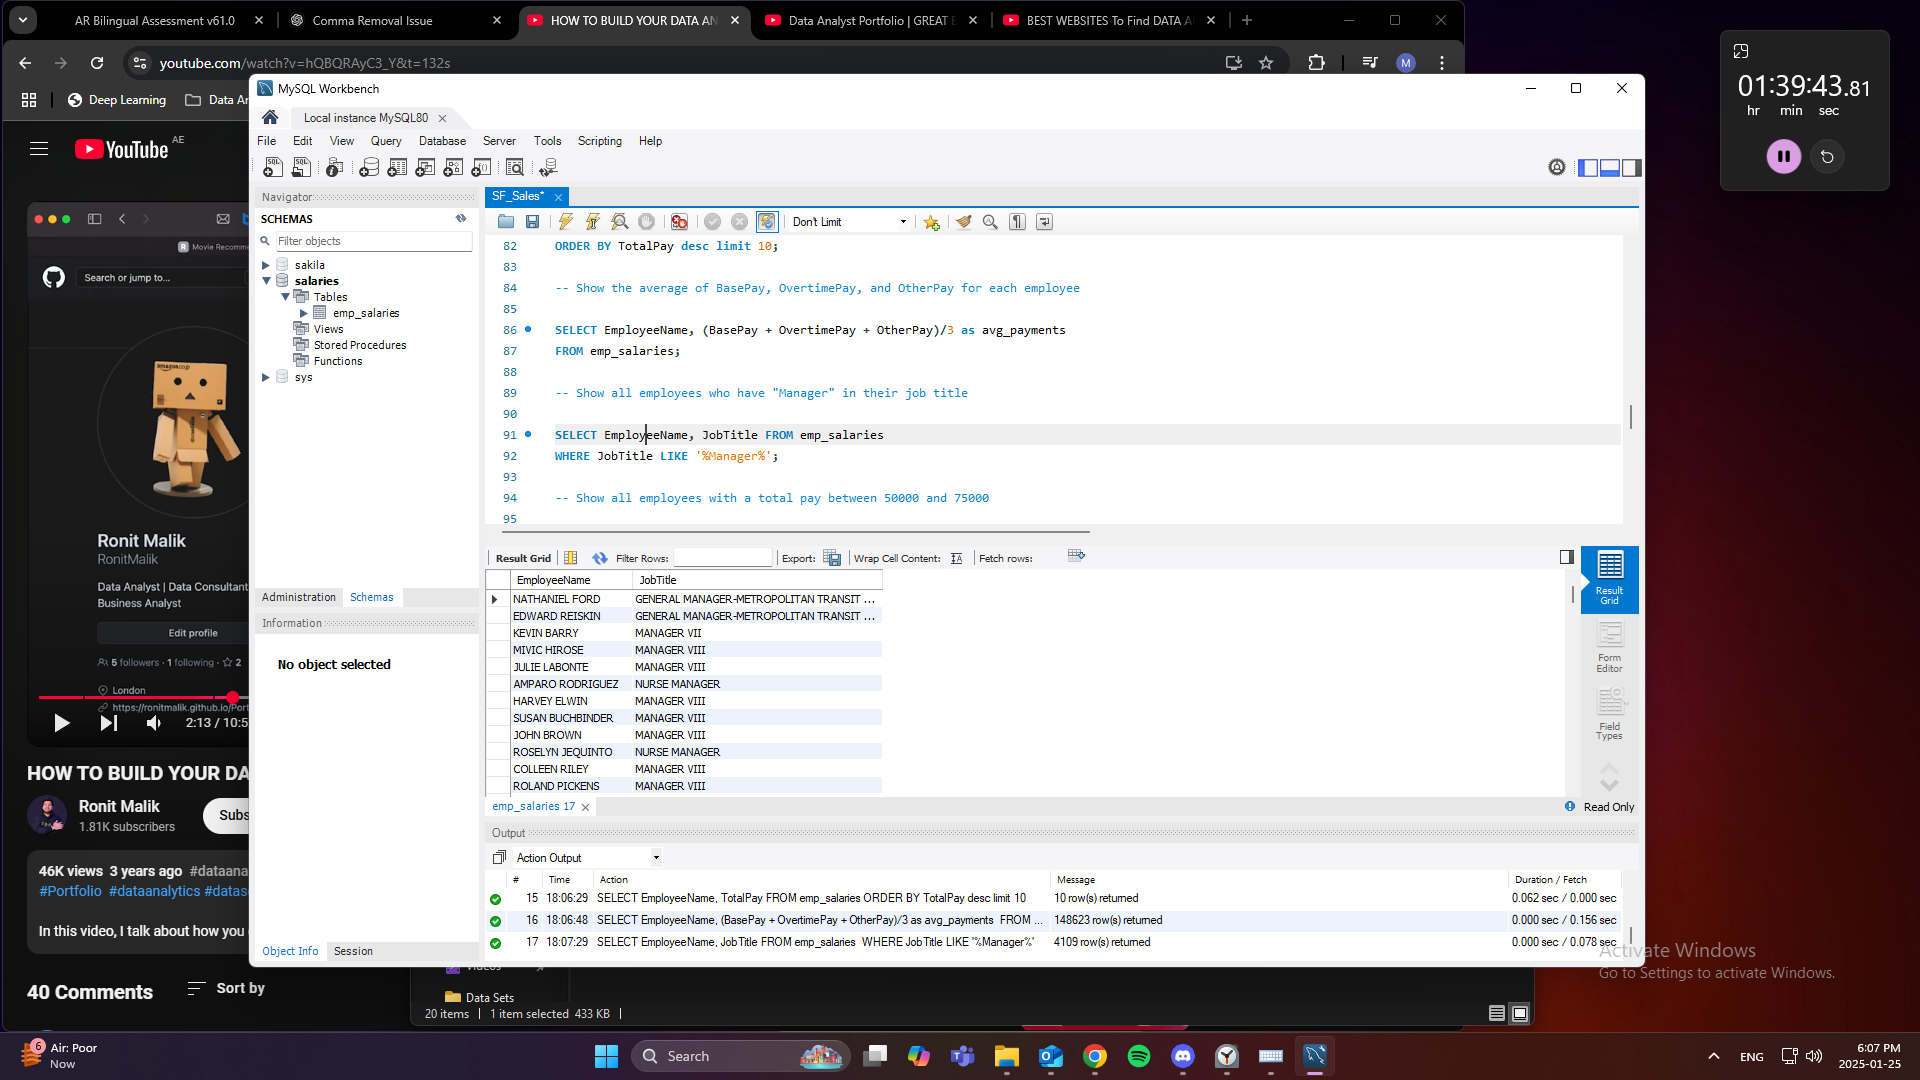 AR Bilingual Assessment v61.0
Comma Removal Issue
HOW TO BUILD YOUR DATA AN
Data Analyst Portfolio | GREAT E
BEST WEBSITES To Find DATA A
youtube.com/watch?v=hQBQRAyC3_Y&t=132s
M
Deep Learning
Data An
YouTube AE
Movie Recomm
Search or jump to...
amazon.co.jp
Ronit Malik
RonitMalik
Data Analyst | Data Consultant
Business Analyst
Edit profile
5 followers · 1 following · 2
London
https://ronitmalik.github.io/Port
2:13 / 10:5
HOW TO BUILD YOUR DA
Ronit Malik
1.81K subscribers
Subs
46K views 3 years ago #dataana
#Portfolio #dataanalytics #datas
In this video, I talk about how you
40 Comments
Sort by
MySQL Workbench
Local instance MySQL80
File Edit View Query Database Server Tools Scripting Help
Navigator
SCHEMAS
Filter objects
sakila
salaries
Tables
emp_salaries
Views
Stored Procedures
Functions
sys
Administration Schemas
Information
No object selected
Object Info Session
SF_Sales*
Don't Limit
82 ORDER BY TotalPay desc limit 10;
83
84 -- Show the average of BasePay, OvertimePay, and OtherPay for each employee
85
86 SELECT EmployeeName, (BasePay + OvertimePay + OtherPay)/3 as avg_payments
87 FROM emp_salaries;
88
89 -- Show all employees who have "Manager" in their job title
90
91 SELECT EmployeeName, JobTitle FROM emp_salaries
92 WHERE JobTitle LIKE '%Manager%';
93
94 -- Show all employees with a total pay between 50000 and 75000
95
Result Grid Filter Rows: Export: Wrap Cell Content: Fetch rows:
EmployeeName JobTitle
NATHANIEL FORD GENERAL MANAGER-METROPOLITAN TRANSIT ...
EDWARD REISKIN GENERAL MANAGER-METROPOLITAN TRANSIT ...
KEVIN BARRY MANAGER VII
MIVIC HIROSE MANAGER VIII
JULIE LABONTE MANAGER VIII
AMPARO RODRIGUEZ NURSE MANAGER
HARVEY ELWIN MANAGER VIII
SUSAN BUCHBINDER MANAGER VIII
JOHN BROWN MANAGER VIII
ROSELYN JEQUINTO NURSE MANAGER
COLLEEN RILEY MANAGER VIII
ROLAND PICKENS MANAGER VIII
Result
Grid
Form
Editor
Field
Types
emp_salaries 17
Read Only
Output
Action Output
# Time Action Message Duration / Fetch
15 18:06:29 SELECT EmployeeName, TotalPay FROM emp_salaries ORDER BY TotalPay desc limit 10 10 row(s) returned 0.062 sec / 0.000 sec
16 18:06:48 SELECT EmployeeName, (BasePay + OvertimePay + OtherPay)/3 as avg_payments FROM ... 148623 row(s) returned 0.000 sec / 0.156 sec
17 18:07:29 SELECT EmployeeName, JobTitle FROM emp_salaries WHERE JobTitle LIKE '%Manager%' 4109 row(s) returned 0.000 sec / 0.078 sec
Videos
Data Sets
20 items | 1 item selected 433 KB |
01:39:43.81
hr min sec
Activate Windows
Go to Settings to activate Windows.
6
Air: Poor
Now
Search
ENG
6:07 PM
2025-01-25